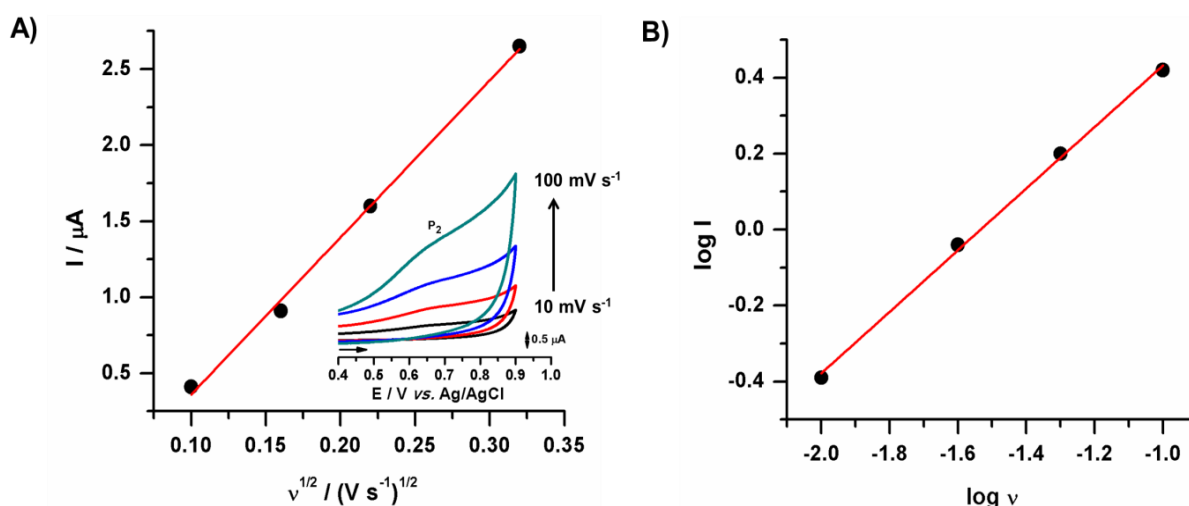 A)
I / µA
2.5
2.0
1.5
1.0
0.5
0.10 0.15 0.20 0.25 0.30 0.35
ν1/2 / (V s-1)1/2
P2
100 mV s-1
10 mV s-1
0.5 µA
0.4 0.5 0.6 0.7 0.8 0.9 1.0
E / V vs. Ag/AgCl
B)
log I
0.4
0.2
0.0
-0.2
-0.4
-2.0 -1.8 -1.6 -1.4 -1.2 -1.0
log ν